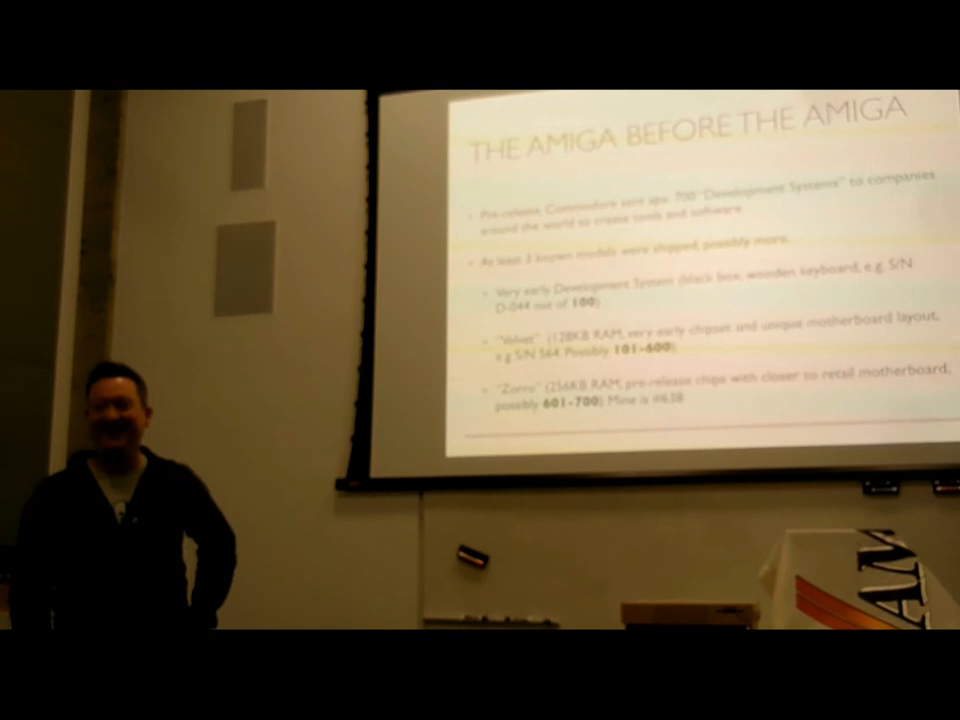 THE AMIGA BEFORE THE AMIGA
Pre-release, Commodore sent apx. 700 "Development Systems" to companies
around the world to create tools and software.
At least 3 known models were shipped, possibly more.
Very early Development System (black box, wooden keyboard, e.g. S/N
D-044 out of 100)
"Velvet" (128KB RAM, very early chipset and unique motherboard layout,
e.g S/N 564. Possibly 101-600)
"Zorro" (256KB RAM, pre-release chips with closer to retail motherboard,
possibly 601-700) Mine is
AM